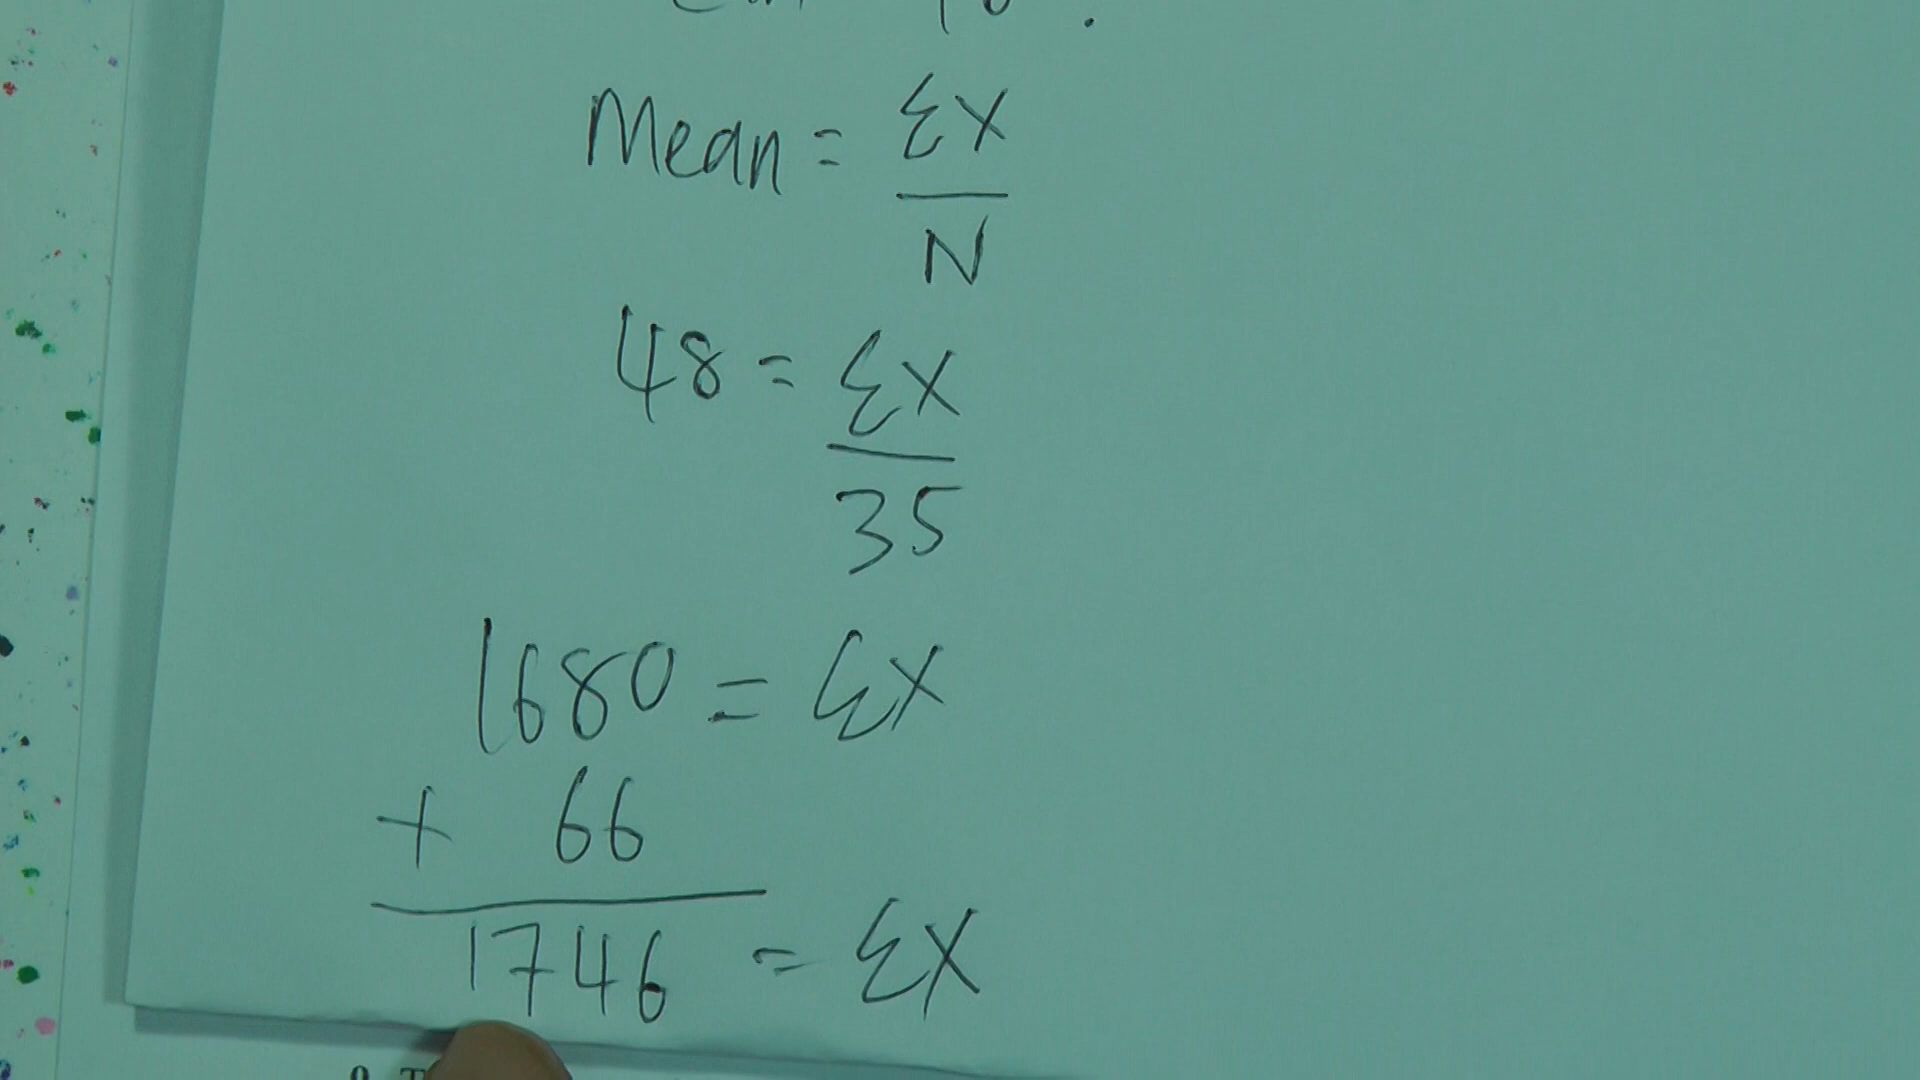 Mean = ΣX
N
48 = ΣX
35
1680 = ΣX
+ 66
1746 = ΣX